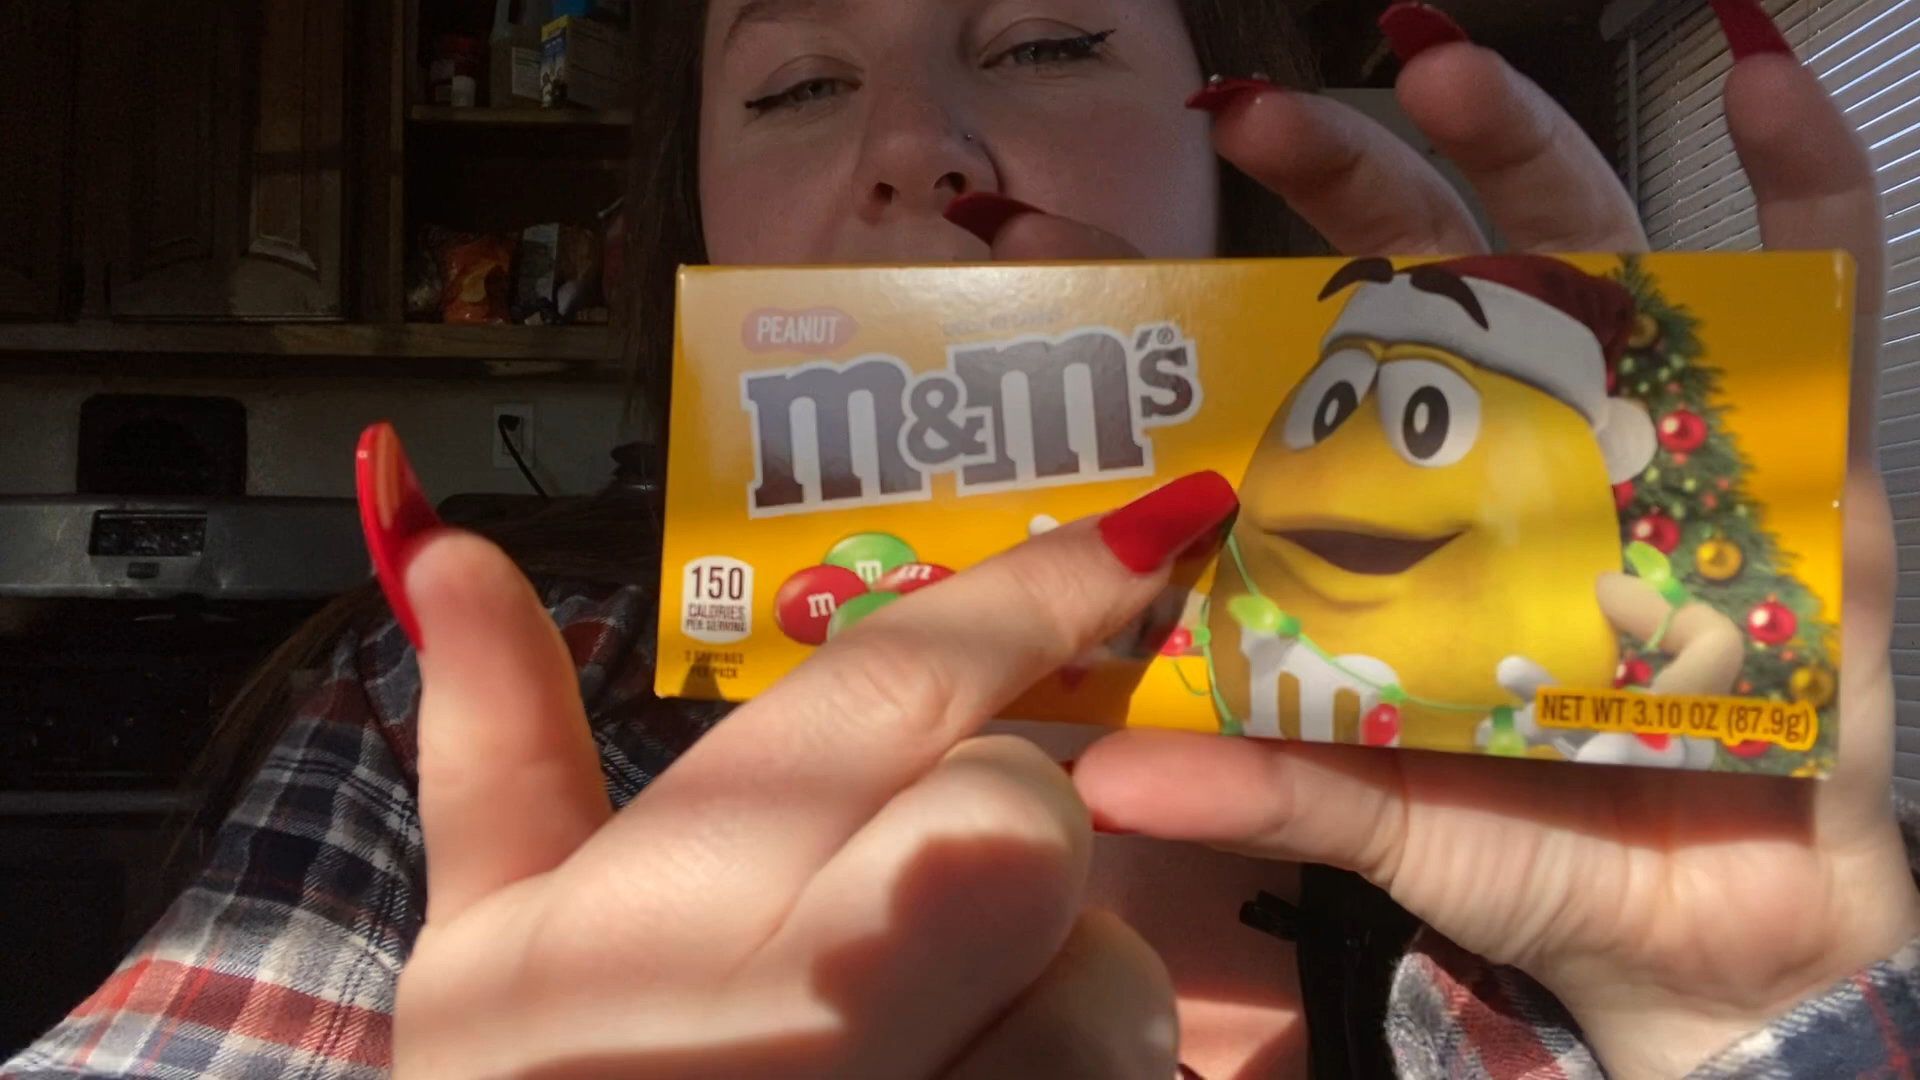 PEANUT
m&m's®
150
CALORIES
PER SERVING
m
m
m
m
NET WT 3.10 OZ (87.9g)